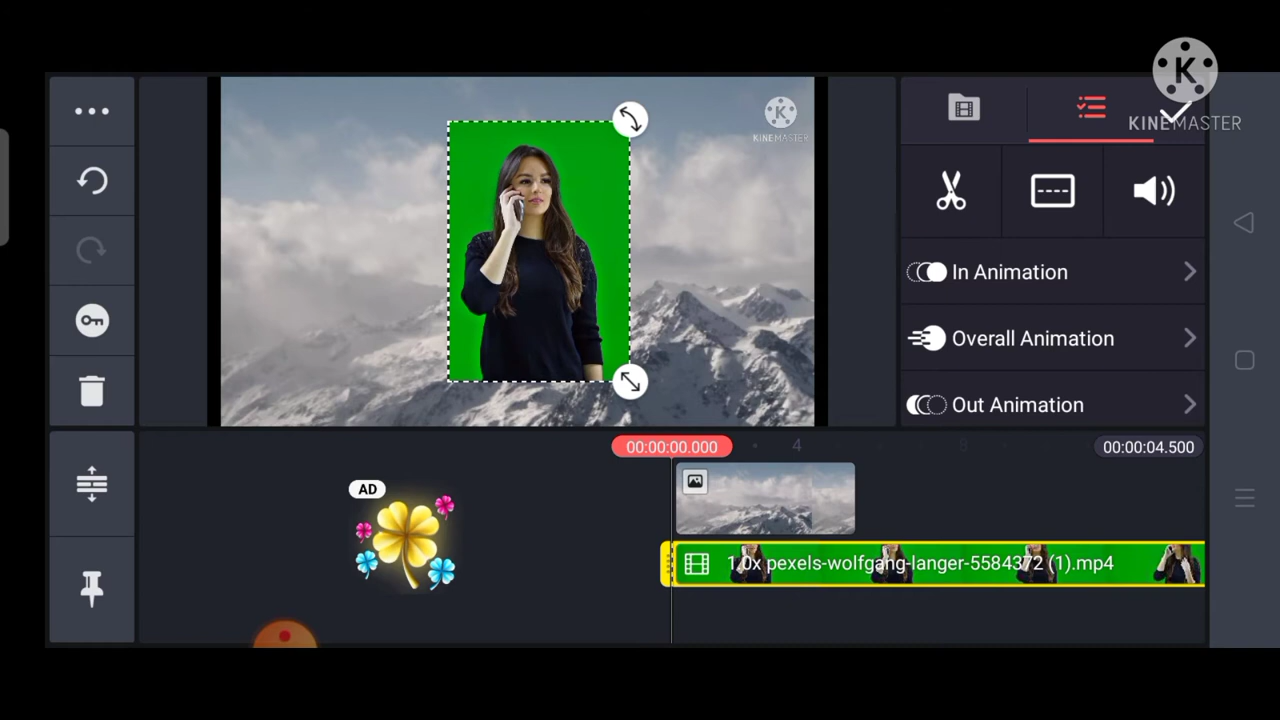 K
KINEMASTER
K
KINEMASTER
In Animation
Overall Animation
Out Animation
00:00:00.000
4
8
00:00:04.500
AD
1.0x pexels-wolfgang-langer-5584372 (1).mp4